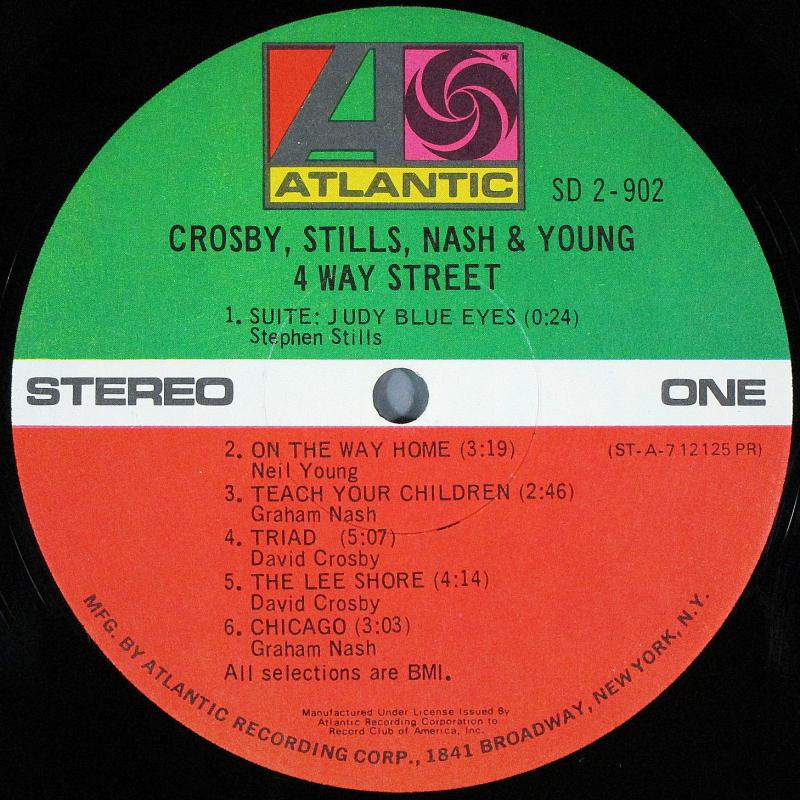 ATLANTIC
SD 2-902
CROSBY, STILLS, NASH & YOUNG
4 WAY STREET
1. SUITE: JUDY BLUE EYES (0:24)
Stephen Stills
STEREO
ONE
2. ON THE WAY HOME (3:19)
(ST-A-712125 PR)
Neil Young
3. TEACH YOUR CHILDREN (2:46)
Graham Nash
4. TRIAD (5:07)
David Crosby
5. THE LEE SHORE (4:14)
David Crosby
6. CHICAGO (3:03)
Graham Nash
All selections are BMI.
Manufactured Under License Issued By
Atlantic Recording Corporation to
Record Club of America, Inc.
MFG. BY ATLANTIC RECORDING CORP., 1841 BROADWAY, NEW YORK, N.Y.